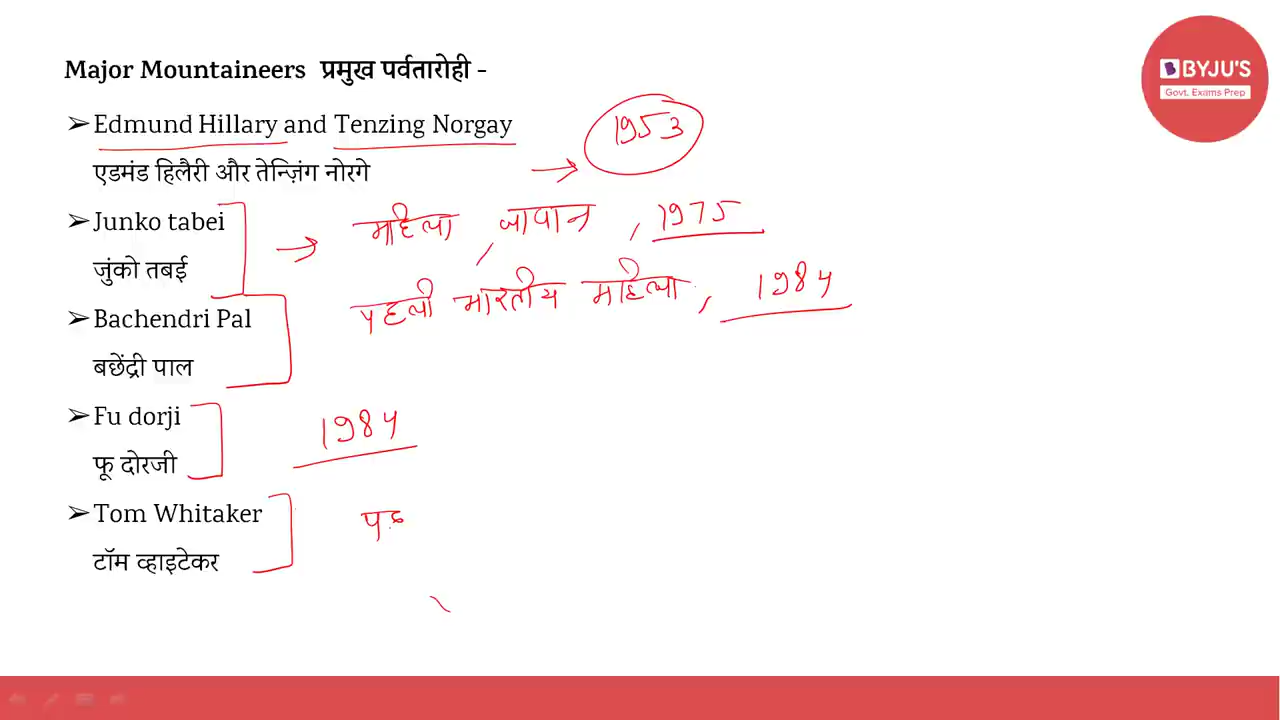 Major Mountaineers प्रमुख पर्वतारोही -
➢Edmund Hillary and Tenzing Norgay
1953
एडमंड हिलैरी और तेन्ज़िंग नोरगे
➢Junko tabei
महिला, जापान, 1975
जुंको तबई
पहली भारतीय महिला, 1984
➢Bachendri Pal
बछेंद्री पाल
➢Fu dorji
1984
फू दोरजी
➢Tom Whitaker
टॉम व्हाइटेकर
BYJU'S
Govt. Exams Prep